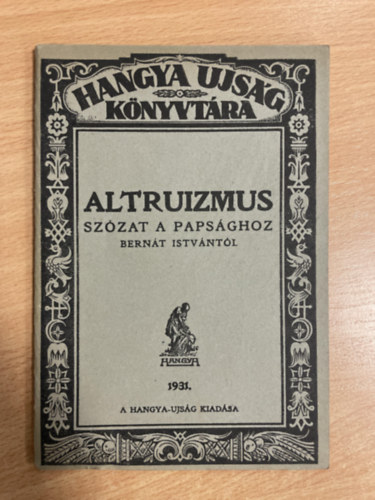 HANGYA UJSÁG
KÖNYVTÁRA
ALTRUIZMUS
SZÓZAT A PAPSÁGHOZ
BERNÁT ISTVÁNTÓL
HANGYA
1931.
A HANGYA-UJSÁG KIADÁSA